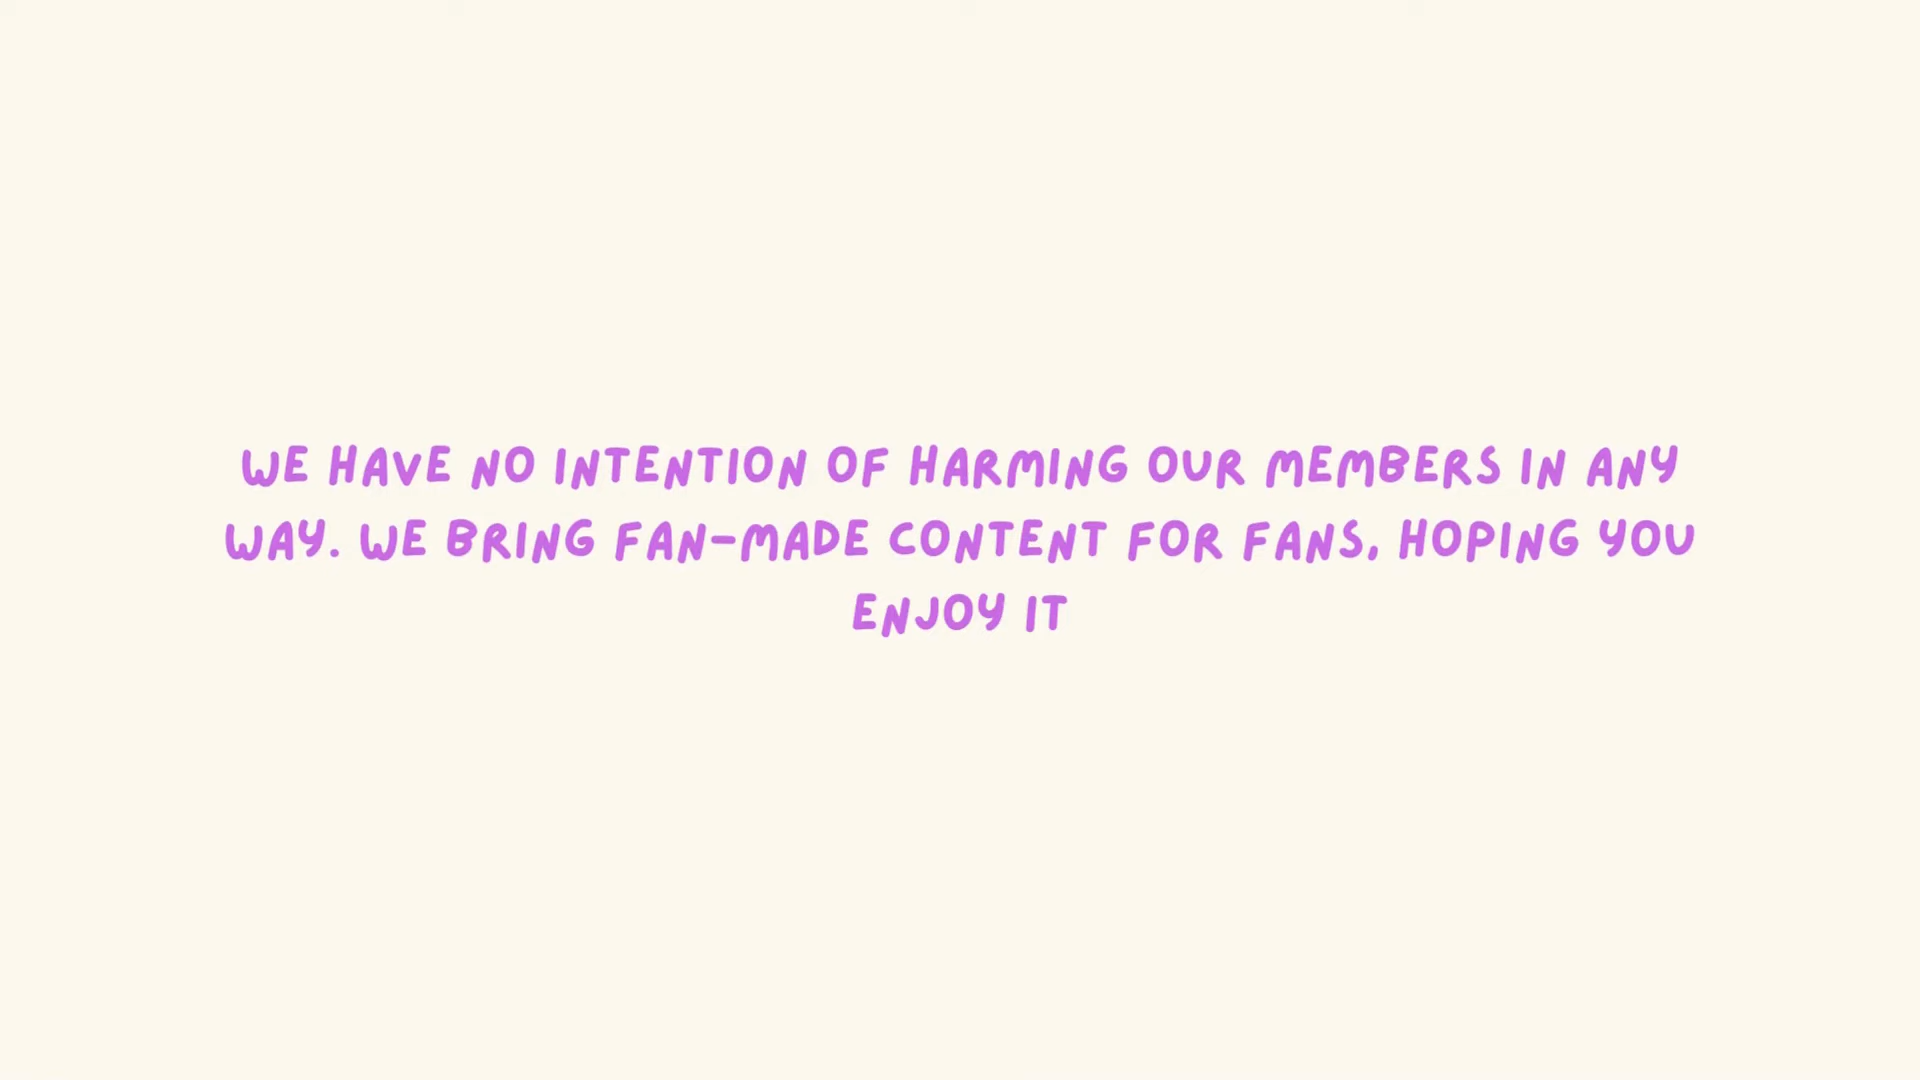 WE HAVE NO INTENTION OF HARMING OUR MEMBERS IN ANY
WAY. WE BRING FAN-MADE CONTENT FOR FANS, HOPING YOU
ENJOY IT